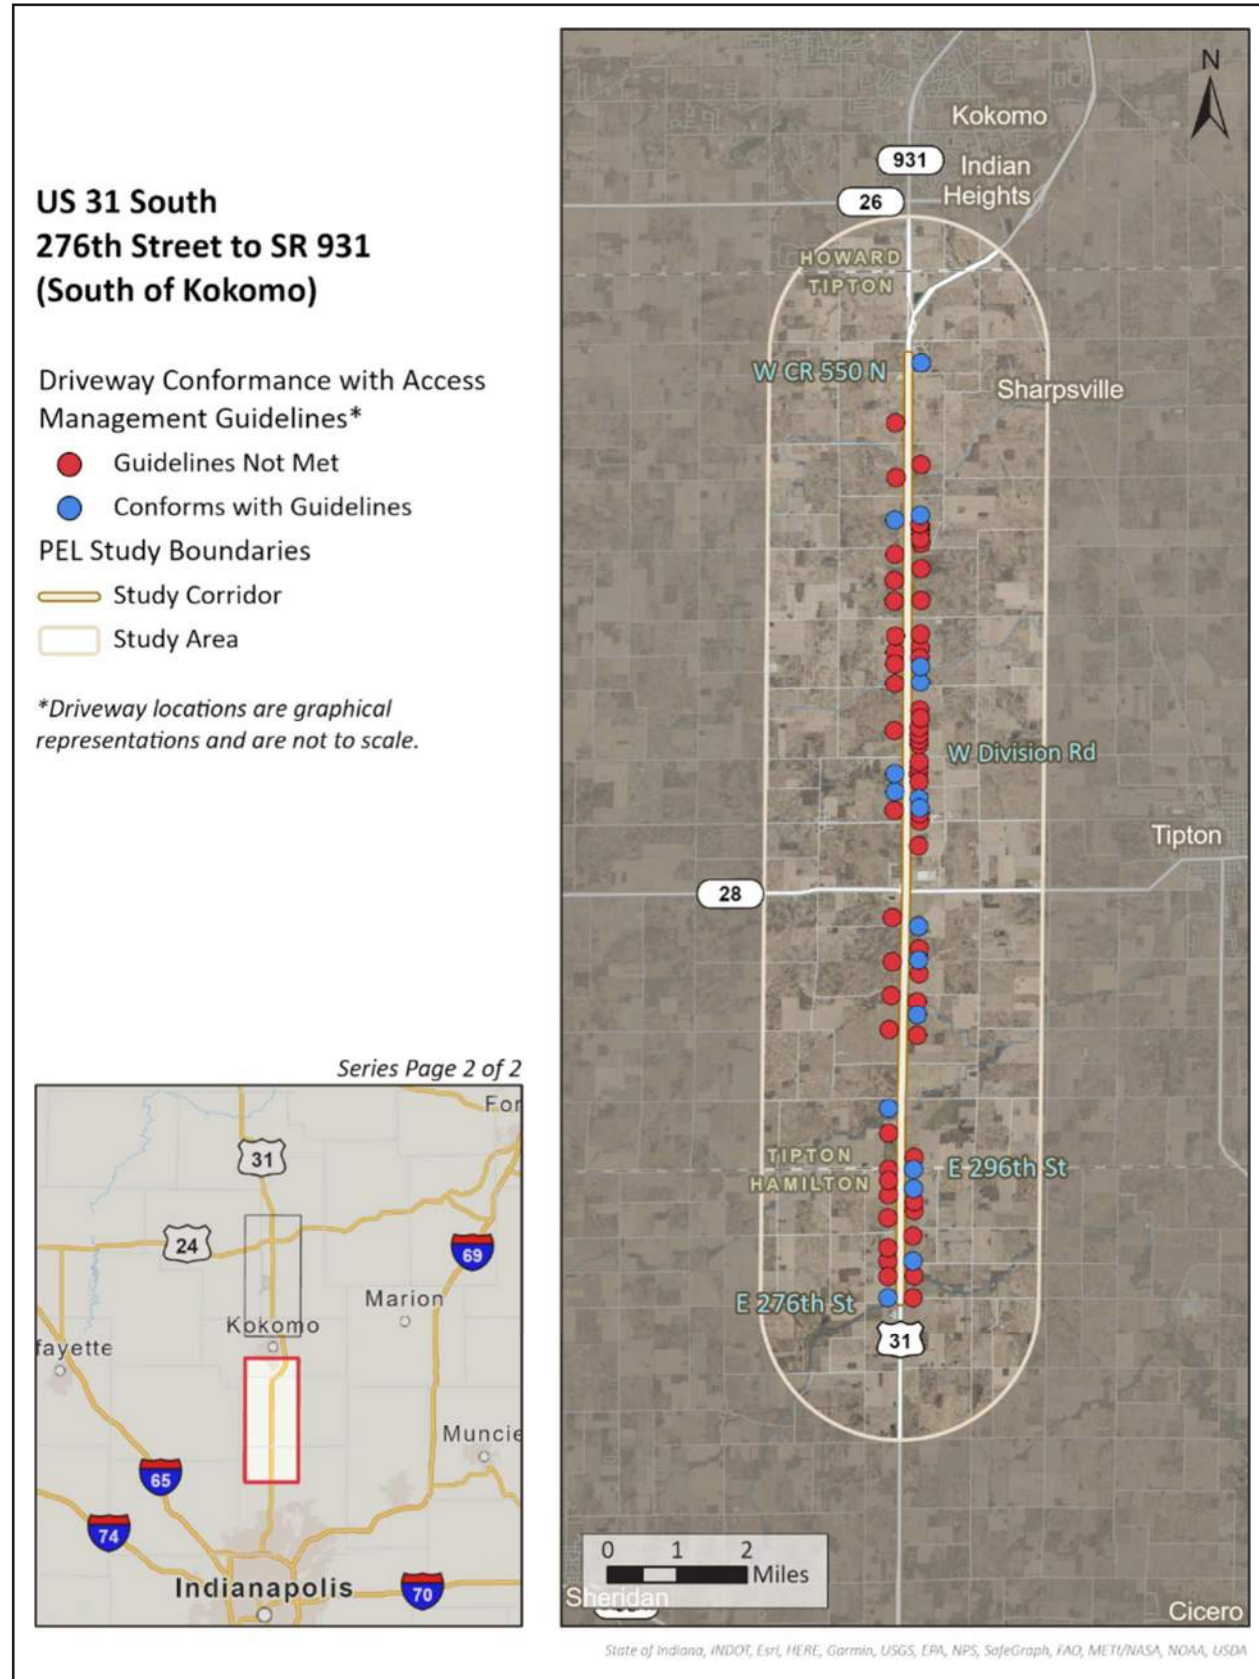 US 31 South
276th Street to SR 931
(South of Kokomo)
Driveway Conformance with Access
Management Guidelines*
Guidelines Not Met
Conforms with Guidelines
PEL Study Boundaries
Study Corridor
Study Area
*Driveway locations are graphical
representations and are not to scale.
Series Page 2 of 2
For
31
24
69
Marion
Kokomo
fayette
Muncie
65
74
Indianapolis
70
N
Kokomo
931
Indian
Heights
26
HOWARD
TIPTON
W CR 550 N
Sharpsville
W Division Rd
Tipton
28
TIPTON
HAMILTON
E 296th St
E 276th St
31
0 1 2
Miles
Sheridan
Cicero
State of Indiana, INDOT, Esri, HERE, Garmin, USGS, EPA, NPS, SafeGraph, FAO, METI/NASA, NOAA, USDA